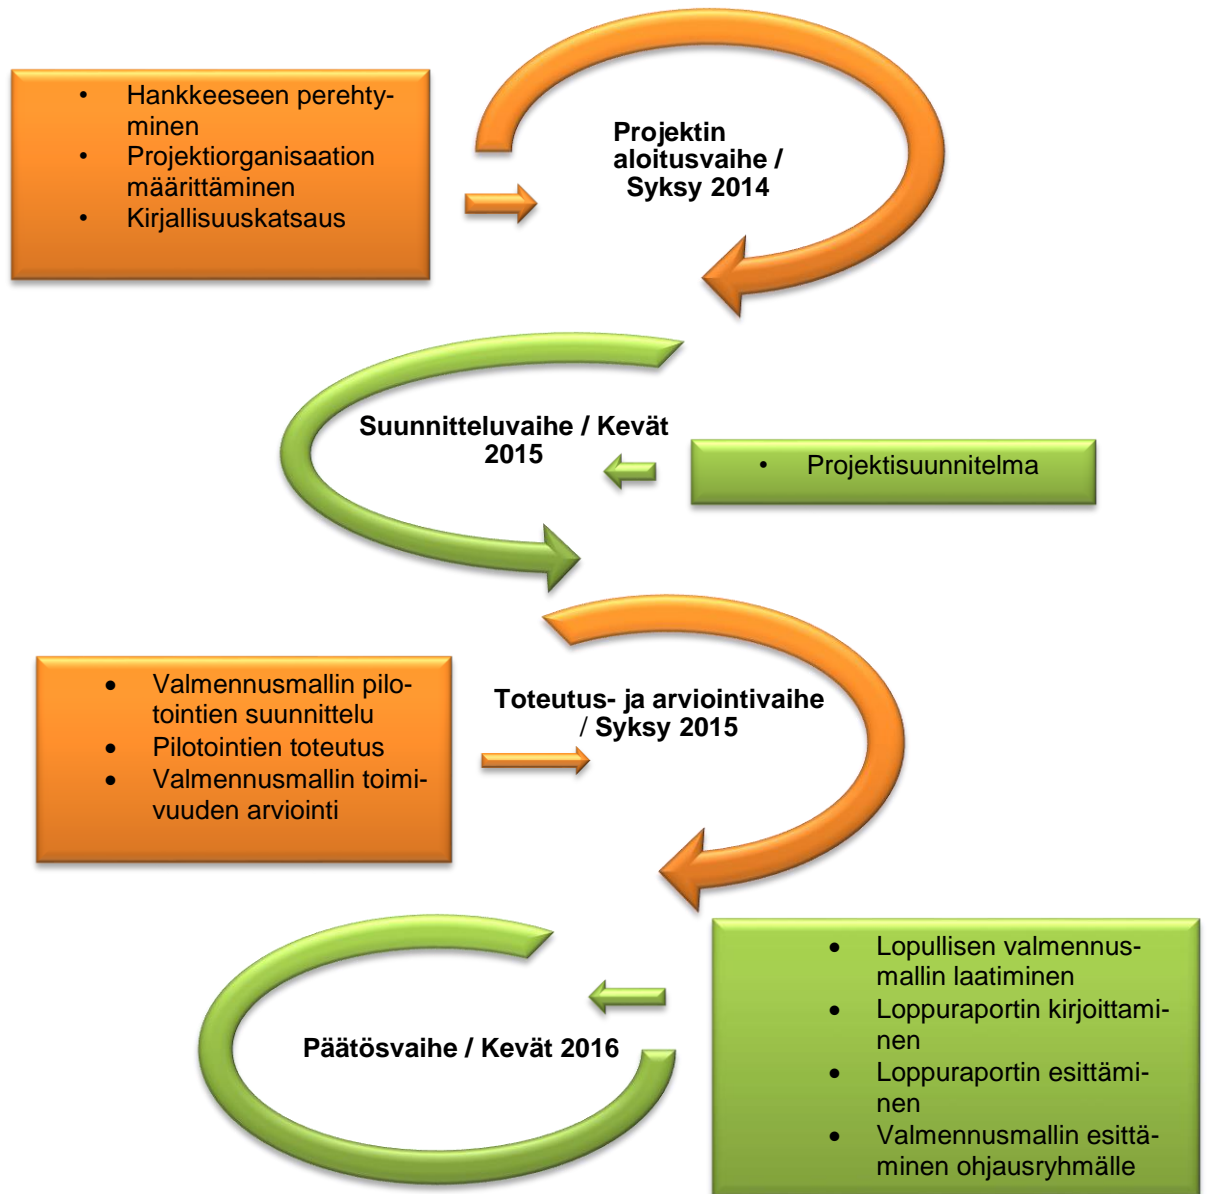 • Hankkeeseen perehty-
minen
• Projektiorganisaation
määrittäminen
• Kirjallisuuskatsaus
Projektin
aloitusvaihe /
Syksy 2014
Suunnitteluvaihe / Kevät
2015
• Projektisuunnitelma
• Valmennusmallin pilo-
tointien suunnittelu
• Pilotointien toteutus
• Valmennusmallin toimi-
vuuden arviointi
Toteutus- ja arviointivaihe
/ Syksy 2015
Päätösvaihe / Kevät 2016
• Lopullisen valmennus-
mallin laatiminen
• Loppuraportin kirjoittami-
nen
• Loppuraportin esittämi-
nen
• Valmennusmallin esittä-
minen ohjausryhmälle